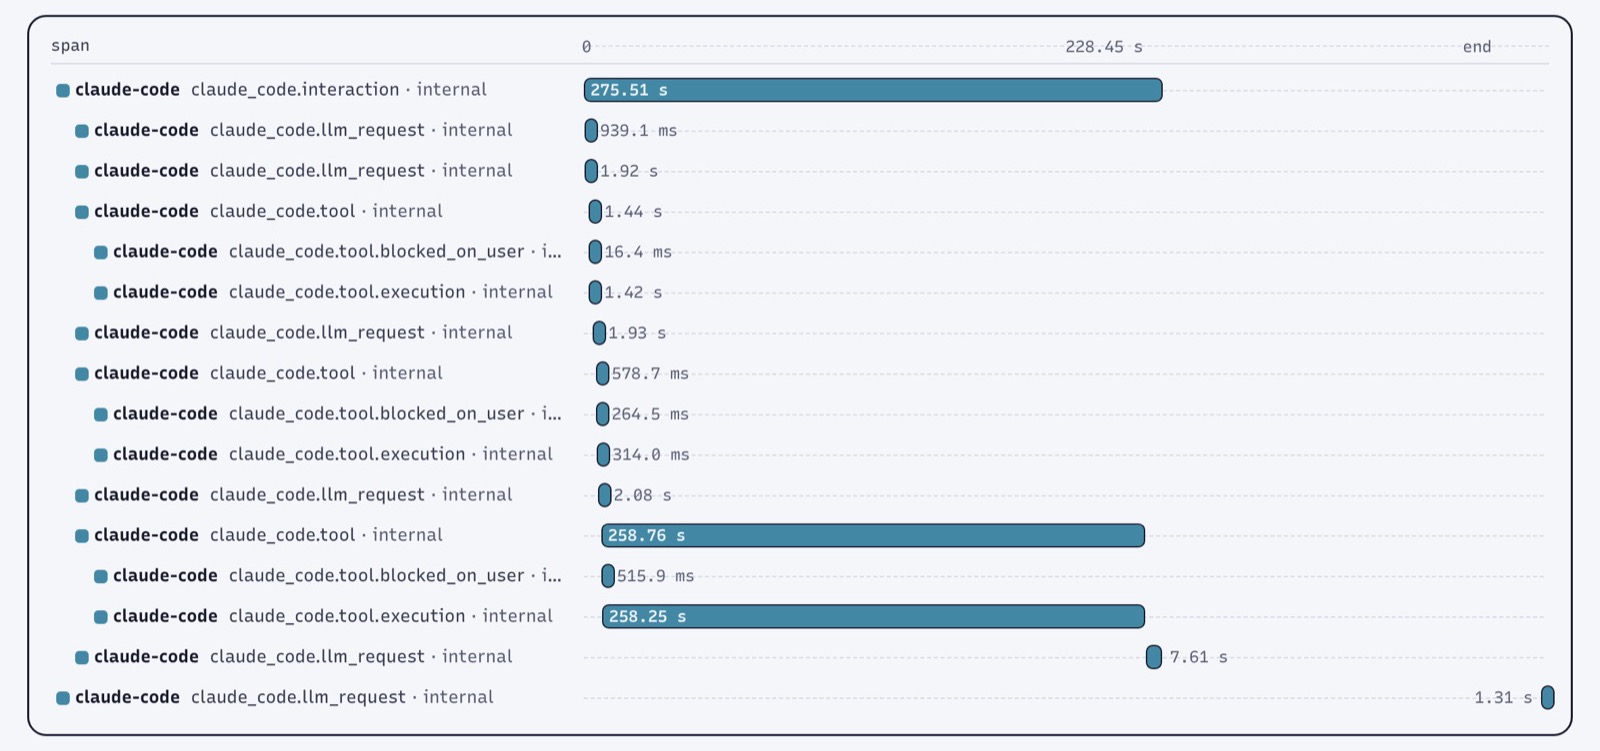 span 0 228.45 s end
claude-code claude_code.interaction · internal 275.51 s
claude-code claude_code.llm_request · internal 939.1 ms
claude-code claude_code.llm_request · internal 1.92 s
claude-code claude_code.tool · internal 1.44 s
claude-code claude_code.tool.blocked_on_user · i... 16.4 ms
claude-code claude_code.tool.execution · internal 1.42 s
claude-code claude_code.llm_request · internal 1.93 s
claude-code claude_code.tool · internal 578.7 ms
claude-code claude_code.tool.blocked_on_user · i... 264.5 ms
claude-code claude_code.tool.execution · internal 314.0 ms
claude-code claude_code.llm_request · internal 2.08 s
claude-code claude_code.tool · internal 258.76 s
claude-code claude_code.tool.blocked_on_user · i... 515.9 ms
claude-code claude_code.tool.execution · internal 258.25 s
claude-code claude_code.llm_request · internal 7.61 s
claude-code claude_code.llm_request · internal 1.31 s